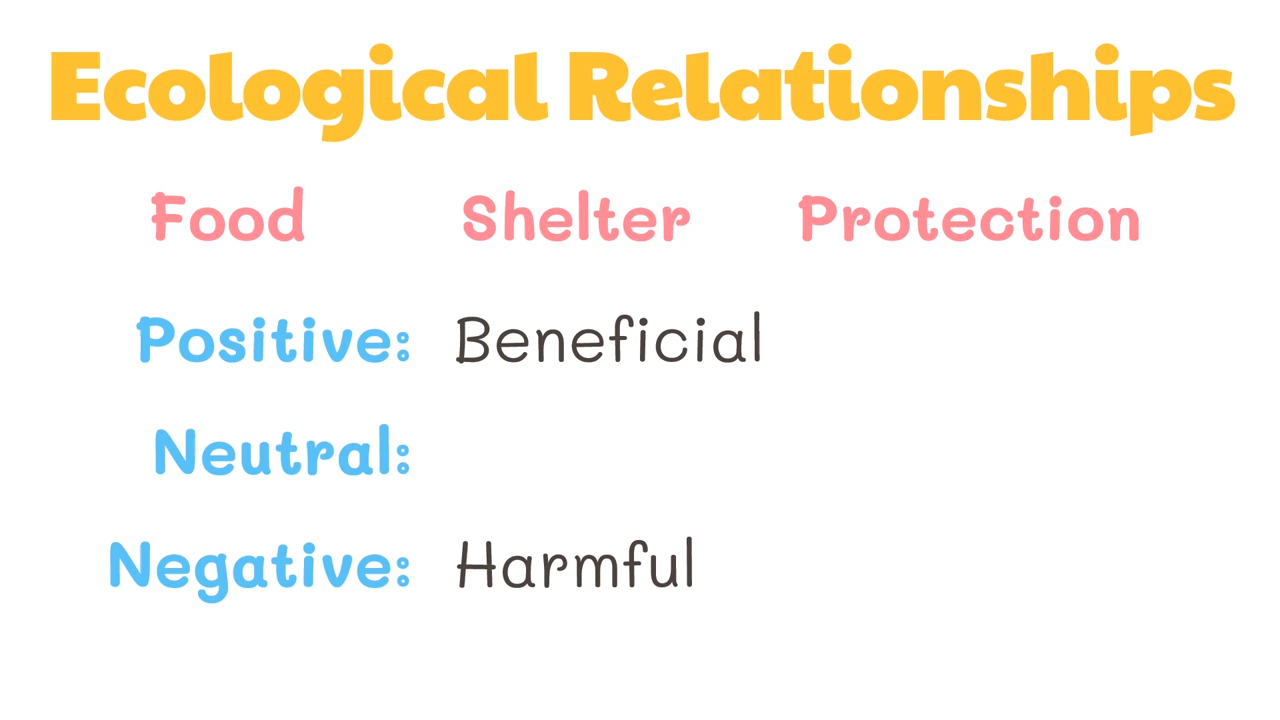 Ecological Relationships
Food Shelter Protection
Positive: Beneficial
Neutral:
Negative: Harmful